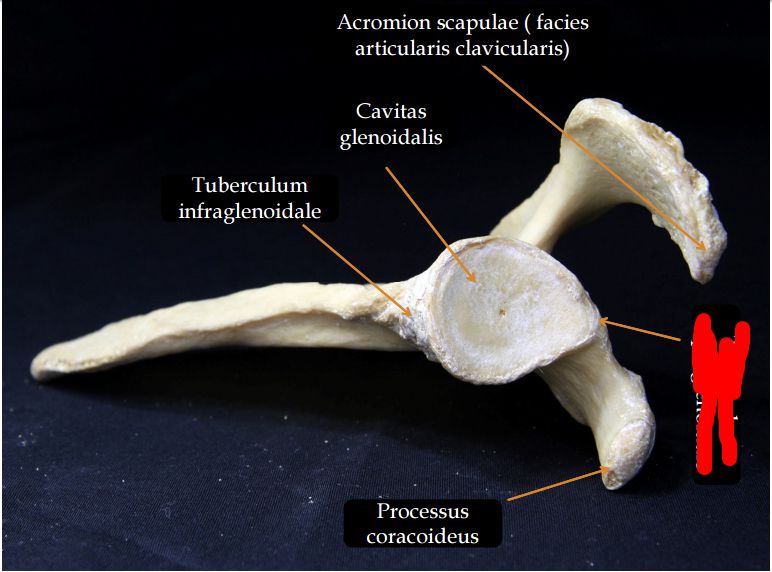 Acromion scapulae ( facies
articularis clavicularis)
Cavitas
glenoidalis
Tuberculum
infraglenoidale
Processus
coracoideus